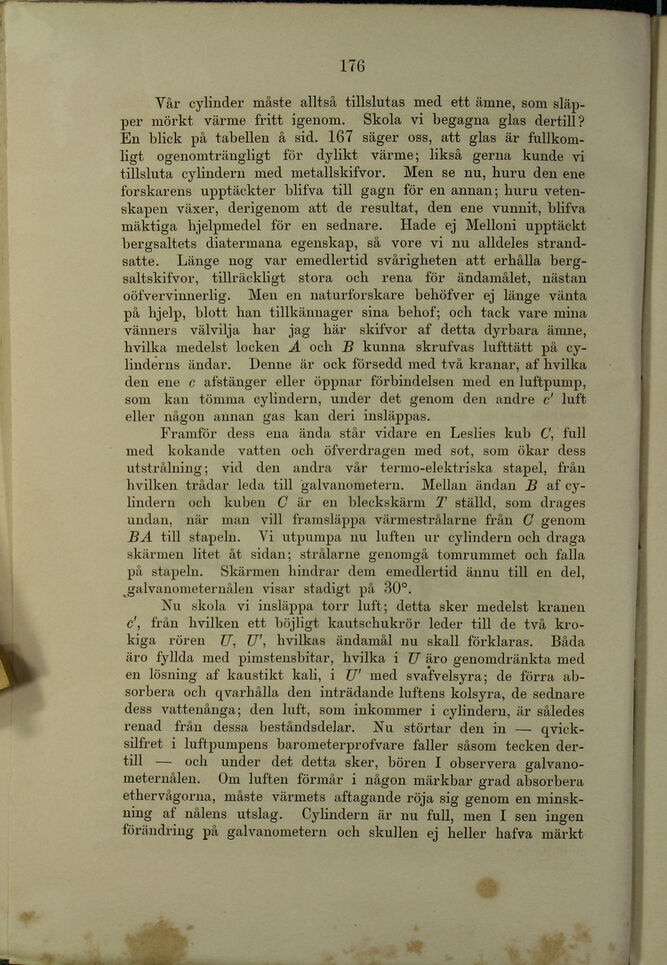 176
Vår cylinder måste alltså tillslutas med ett ämne, som släp-
per mörkt värme fritt igenom. Skola vi begagna glas dertill?
En blick på tabellen å sid. 167 säger oss, att glas är fullkom-
ligt ogenomträngligt för dylikt värme; likså gerna kunde vi
tillsluta cylindern med metallskifvor. Men se nu, huru den ene
forskarens upptäckter blifva till gagn för en annan; huru veten-
skapen växer, derigenom att de resultat, den ene vunnit, blifva
mäktiga hjelpmedel för en sednare. Hade ej Melloni upptäckt
bergsaltets diatermana egenskap, så vore vi nu alldeles strand-
satte. Länge nog var emedlertid svårigheten att erhålla berg-
saltskifvor, tillräckligt stora och rena för ändamålet, nästan
oöfvervinnerlig. Men en naturforskare behöfver ej länge vänta
på hjelp, blott han tillkännager sina behof; och tack vare mina
vänners välvilja har jag här skifvor af detta dyrbara ämne,
hvilka medelst locken A och B kunna skrufvas lufttätt på cy-
linderns ändar. Denne är ock försedd med två kranar, af hvilka
den ene c afstänger eller öppnar förbindelsen med en luftpump,
som kan tömma cylindern, under det genom den andre c' luft
eller någon annan gas kan deri insläppas.
Framför dess ena ända står vidare en Leslies kub C, full
med kokande vatten och öfverdragen med sot, som ökar dess
utstrålning; vid den andra vår termo-elektriska stapel, från
hvilken trådar leda till galvanometern. Mellan ändan B af cy-
lindern och kuben C är en bleckskärm T ställd, som drages
undan, när man vill framsläppa värmestrålarne från C genom
BA till stapeln. Vi utpumpa nu luften ur cylindern och draga
skärmen litet åt sidan; strålarne genomgå tomrummet och falla
på stapeln. Skärmen hindrar dem emedlertid ännu till en del,
galvanometernålen visar stadigt på 30°.
Nu skola vi insläppa torr luft; detta sker medelst kranen
c', från hvilken ett böjligt kautschukrör leder till de två kro-
kiga rören U, U', hvilkas ändamål nu skall förklaras. Båda
äro fyllda med pimstensbitar, hvilka i U äro genomdränkta med
en lösning af kaustikt kali, i U' med svafvelsyra; de förra ab-
sorbera och qvarhålla den inträdande luftens kolsyra, de sednare
dess vattenånga; den luft, som inkommer i cylindern, är således
renad från dessa beståndsdelar. Nu störtar den in — qvick-
silfret i luftpumpens barometerprofvare faller såsom tecken der-
till — och under det detta sker, bören I observera galvano-
meternålen. Om luften förmår i någon märkbar grad absorbera
ethervågorna, måste värmets aftagande röja sig genom en minsk-
ning af nålens utslag. Cylindern är nu full, men I sen ingen
förändring på galvanometern och skullen ej heller hafva märkt